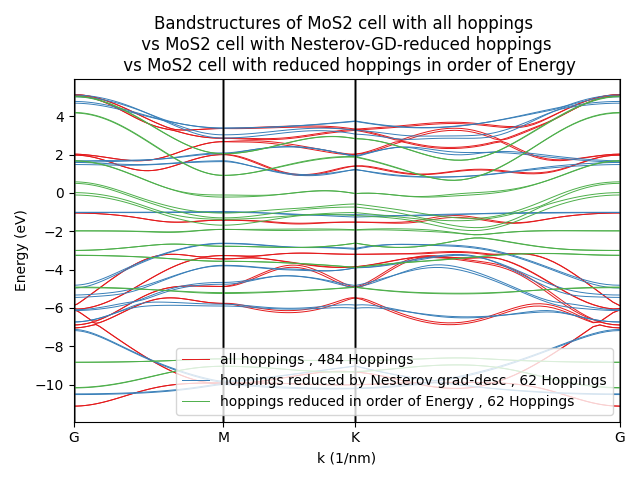 Bandstructures of MoS2 cell with all hoppings
vs MoS2 cell with Nesterov-GD-reduced hoppings
vs MoS2 cell with reduced hoppings in order of Energy
Energy (eV)
4
2
0
−2
−4
−6
−8
−10
all hoppings , 484 Hoppings
hoppings reduced by Nesterov grad-desc , 62 Hoppings
hoppings reduced in order of Energy , 62 Hoppings
G
M
K
G
k (1/nm)